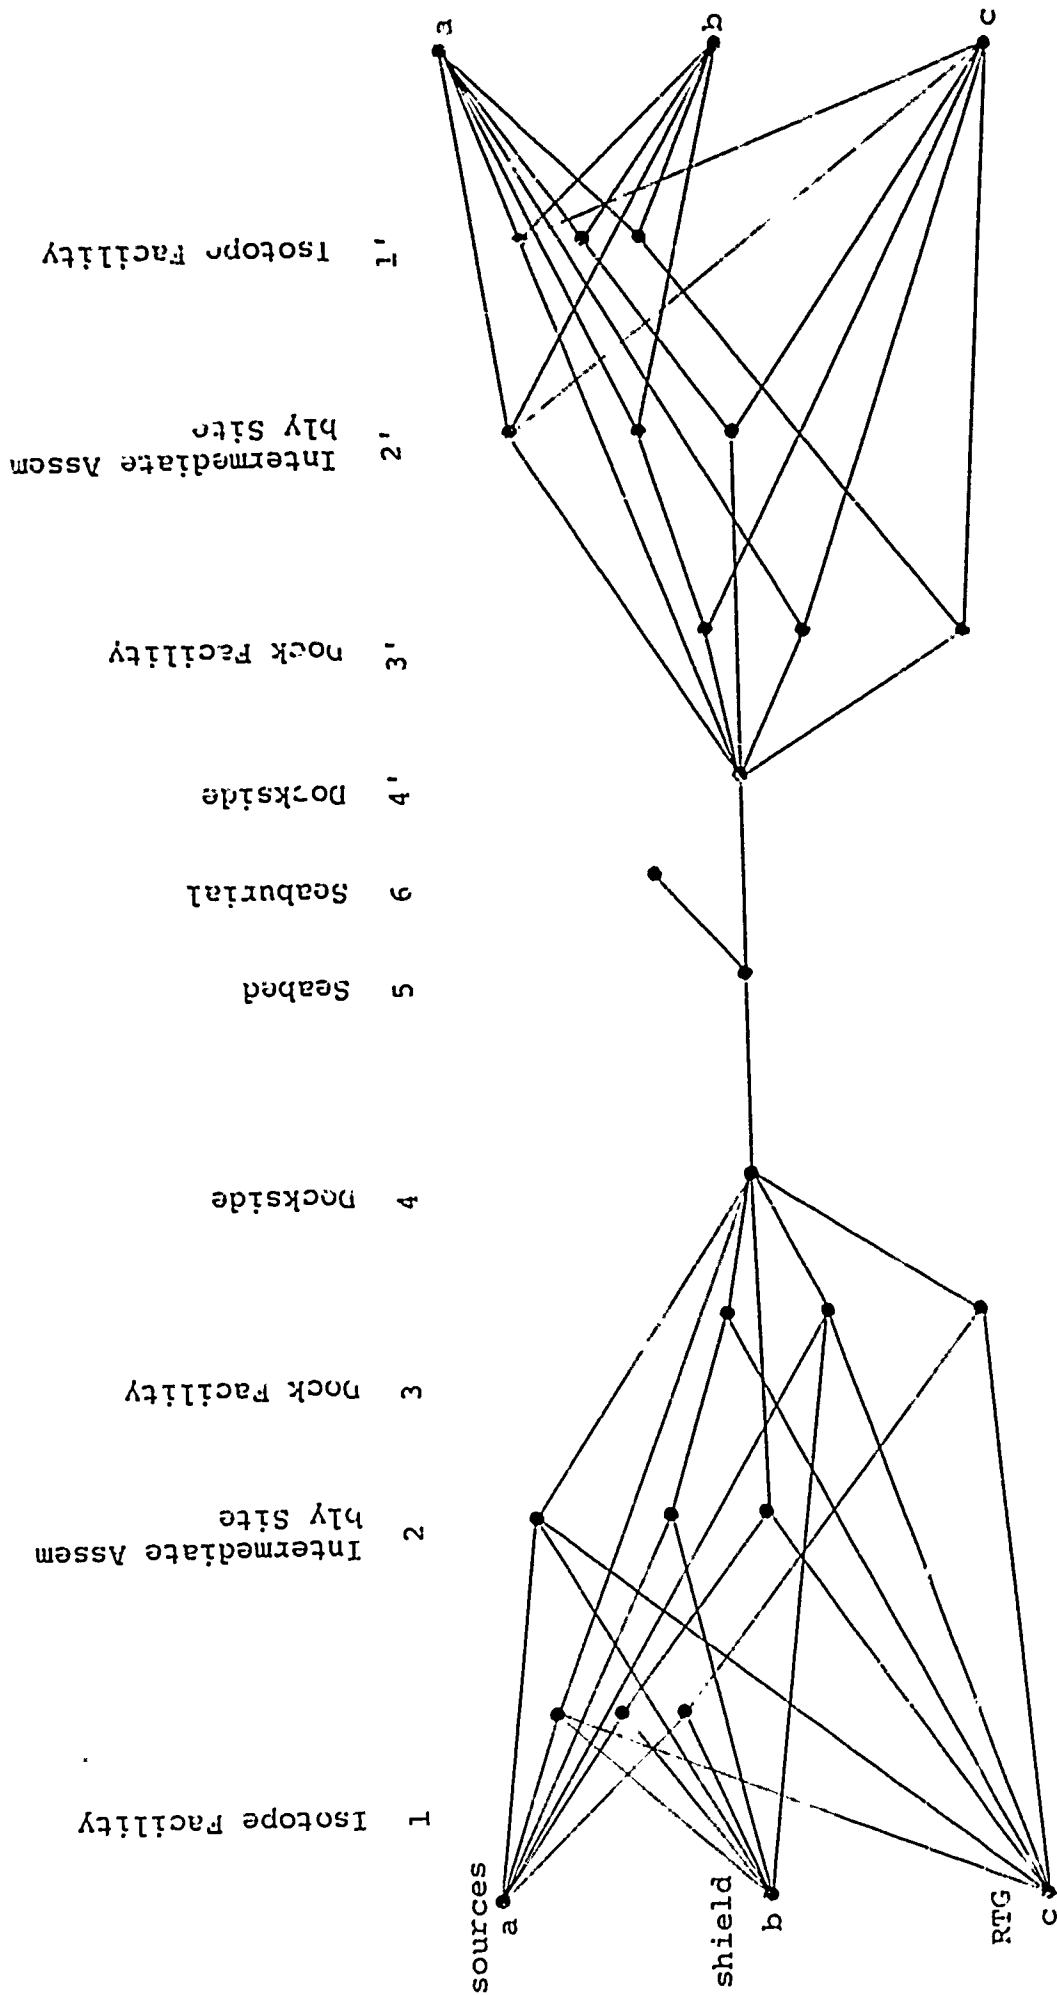 Isotope Facility
1
Intermediate Assem
bly Site
2
Dock Facility
3
Dockside
4
Seabed
5
Seaburial
6
Dockside
4'
Dock Facility
3'
Intermediate Assem
bly Site
2'
Isotope Facility
1'
sources
a
shield
b
RTG
c
a
b
c